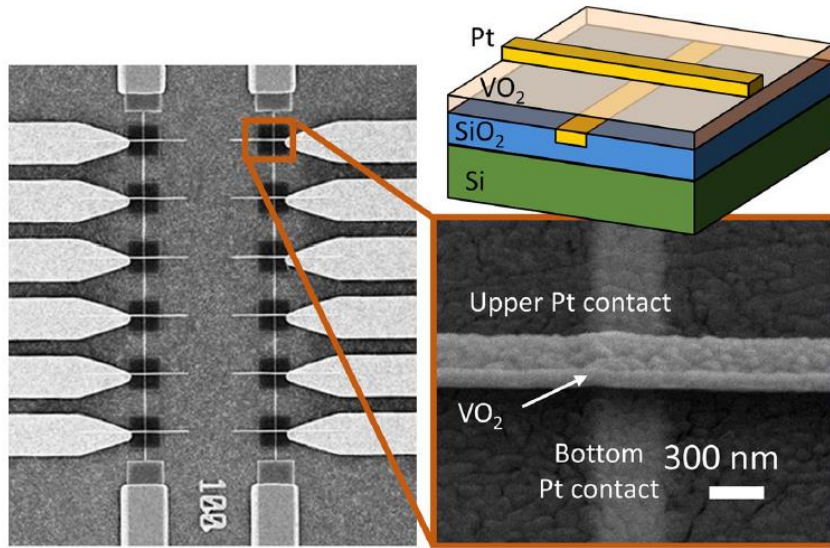 Pt
VO₂
SiO₂
Si
100
Upper Pt contact
VO₂
Bottom
Pt contact
300 nm